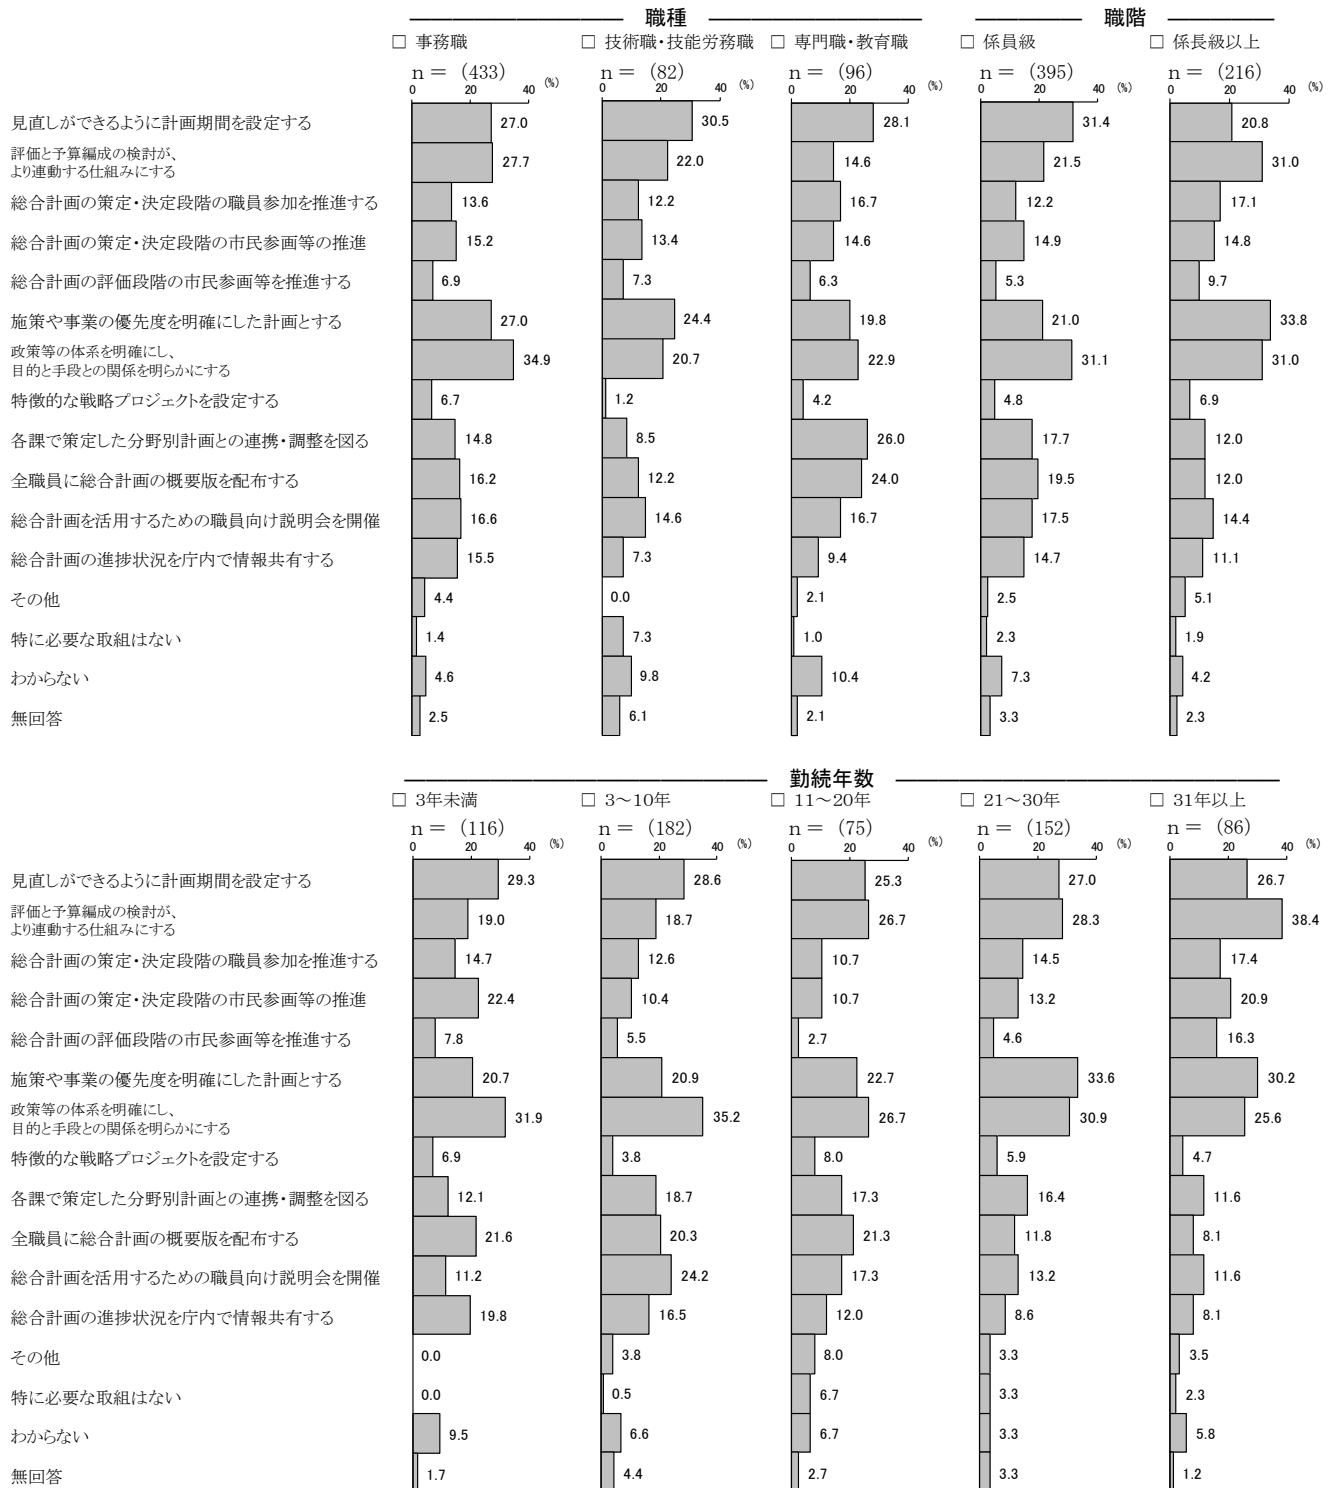 職種 職階
□ 事務職 □ 技術職・技能労務職 □ 専門職・教育職 □ 係員級 □ 係長級以上
n = (433) n = (82) n = (96) n = (395) n = (216)
0 20 40 (%) 0 20 40 (%) 0 20 40 (%) 0 20 40 (%) 0 20 40 (%)
見直しができるように計画期間を設定する 27.0 30.5 28.1 31.4 20.8
評価と予算編成の検討が、
より連動する仕組みにする 27.7 22.0 14.6 21.5 31.0
総合計画の策定・決定段階の職員参加を推進する 13.6 12.2 16.7 12.2 17.1
総合計画の策定・決定段階の市民参画等の推進 15.2 13.4 14.6 14.9 14.8
総合計画の評価段階の市民参画等を推進する 6.9 7.3 6.3 5.3 9.7
施策や事業の優先度を明確にした計画とする 27.0 24.4 19.8 21.0 33.8
政策等の体系を明確にし、
目的と手段との関係を明らかにする 34.9 20.7 22.9 31.1 31.0
特徴的な戦略プロジェクトを設定する 6.7 1.2 4.2 4.8 6.9
各課で策定した分野別計画との連携・調整を図る 14.8 8.5 26.0 17.7 12.0
全職員に総合計画の概要版を配布する 16.2 12.2 24.0 19.5 12.0
総合計画を活用するための職員向け説明会を開催 16.6 14.6 16.7 17.5 14.4
総合計画の進捗状況を庁内で情報共有する 15.5 7.3 9.4 14.7 11.1
その他 4.4 0.0 2.1 2.5 5.1
特に必要な取組はない 1.4 7.3 1.0 2.3 1.9
わからない 4.6 9.8 10.4 7.3 4.2
無回答 2.5 6.1 2.1 3.3 2.3
勤続年数
□ 3年未満 □ 3～10年 □ 11～20年 □ 21～30年 □ 31年以上
n = (116) n = (182) n = (75) n = (152) n = (86)
0 20 40 (%) 0 20 40 (%) 0 20 40 (%) 0 20 40 (%) 0 20 40 (%)
見直しができるように計画期間を設定する 29.3 28.6 25.3 27.0 26.7
評価と予算編成の検討が、
より連動する仕組みにする 19.0 18.7 26.7 28.3 38.4
総合計画の策定・決定段階の職員参加を推進する 14.7 12.6 10.7 14.5 17.4
総合計画の策定・決定段階の市民参画等の推進 22.4 10.4 10.7 13.2 20.9
総合計画の評価段階の市民参画等を推進する 7.8 5.5 2.7 4.6 16.3
施策や事業の優先度を明確にした計画とする 20.7 20.9 22.7 33.6 30.2
政策等の体系を明確にし、
目的と手段との関係を明らかにする 31.9 35.2 26.7 30.9 25.6
特徴的な戦略プロジェクトを設定する 6.9 3.8 8.0 5.9 4.7
各課で策定した分野別計画との連携・調整を図る 12.1 18.7 17.3 16.4 11.6
全職員に総合計画の概要版を配布する 21.6 20.3 21.3 11.8 8.1
総合計画を活用するための職員向け説明会を開催 11.2 24.2 17.3 13.2 11.6
総合計画の進捗状況を庁内で情報共有する 19.8 16.5 12.0 8.6 8.1
その他 0.0 3.8 8.0 3.3 3.5
特に必要な取組はない 0.0 0.5 6.7 3.3 2.3
わからない 9.5 6.6 6.7 3.3 5.8
無回答 1.7 4.4 2.7 3.3 1.2